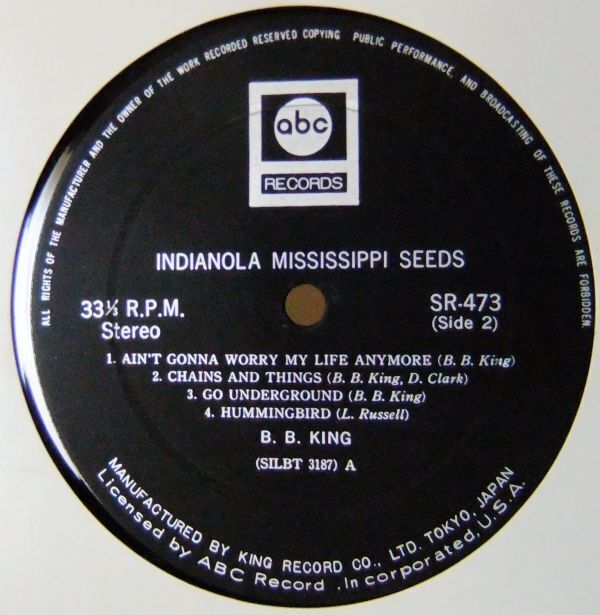 ALL RIGHTS OF THE MANUFACTURER AND THE OWNER OF THE WORK RECORDED RESERVED COPYING PUBLIC PERFORMANCE, AND BROADCASTING OF THESE RECORDS ARE FORBIDDEN.
abc
RECORDS
INDIANOLA MISSISSIPPI SEEDS
33⅓ R.P.M.
Stereo
SR-473
(Side 2)
1. AIN'T GONNA WORRY MY LIFE ANYMORE (B. B. King)
2. CHAINS AND THINGS (B. B. King, D. Clark)
3. GO UNDERGROUND (B. B. King)
4. HUMMINGBIRD (L. Russell)
B. B. KING
(SILBT 3187) A
MANUFACTURED BY KING RECORD CO., LTD. TOKYO, JAPAN
Licensed by ABC Record . Incorporated, U.S.A.